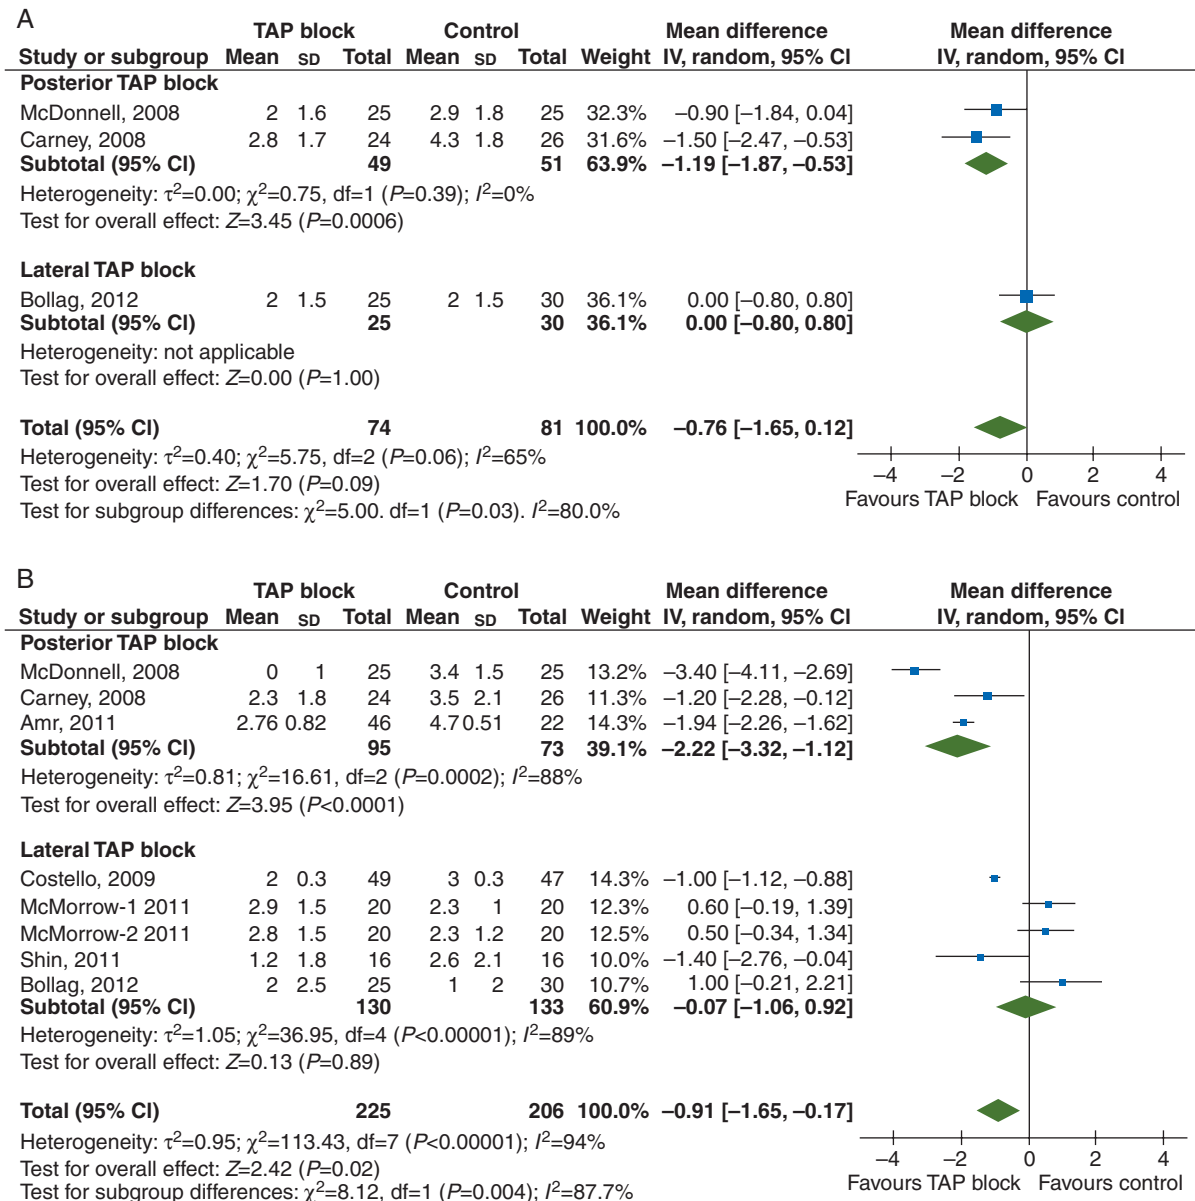 A
TAP block Control Mean difference Mean difference
Study or subgroup Mean SD Total Mean SD Total Weight IV, random, 95% CI IV, random, 95% CI
Posterior TAP block
McDonnell, 2008 2 1.6 25 2.9 1.8 25 32.3% −0.90 [−1.84, 0.04]
Carney, 2008 2.8 1.7 24 4.3 1.8 26 31.6% −1.50 [−2.47, −0.53]
Subtotal (95% CI) 49 51 63.9% −1.19 [−1.87, −0.53]
Heterogeneity: τ²=0.00; χ²=0.75, df=1 (P=0.39); I²=0%
Test for overall effect: Z=3.45 (P=0.0006)
Lateral TAP block
Bollag, 2012 2 1.5 25 2 1.5 30 36.1% 0.00 [−0.80, 0.80]
Subtotal (95% CI) 25 30 36.1% 0.00 [−0.80, 0.80]
Heterogeneity: not applicable
Test for overall effect: Z=0.00 (P=1.00)
Total (95% CI) 74 81 100.0% −0.76 [−1.65, 0.12]
Heterogeneity: τ²=0.40; χ²=5.75, df=2 (P=0.06); I²=65%
Test for overall effect: Z=1.70 (P=0.09)
Test for subgroup differences: χ²=5.00. df=1 (P=0.03). I²=80.0%
−4 −2 0 2 4
Favours TAP block Favours control
B
TAP block Control Mean difference Mean difference
Study or subgroup Mean SD Total Mean SD Total Weight IV, random, 95% CI IV, random, 95% CI
Posterior TAP block
McDonnell, 2008 0 1 25 3.4 1.5 25 13.2% −3.40 [−4.11, −2.69]
Carney, 2008 2.3 1.8 24 3.5 2.1 26 11.3% −1.20 [−2.28, −0.12]
Amr, 2011 2.76 0.82 46 4.7 0.51 22 14.3% −1.94 [−2.26, −1.62]
Subtotal (95% CI) 95 73 39.1% −2.22 [−3.32, −1.12]
Heterogeneity: τ²=0.81; χ²=16.61, df=2 (P=0.0002); I²=88%
Test for overall effect: Z=3.95 (P<0.0001)
Lateral TAP block
Costello, 2009 2 0.3 49 3 0.3 47 14.3% −1.00 [−1.12, −0.88]
McMorrow-1 2011 2.9 1.5 20 2.3 1 20 12.3% 0.60 [−0.19, 1.39]
McMorrow-2 2011 2.8 1.5 20 2.3 1.2 20 12.5% 0.50 [−0.34, 1.34]
Shin, 2011 1.2 1.8 16 2.6 2.1 16 10.0% −1.40 [−2.76, −0.04]
Bollag, 2012 2 2.5 25 1 2 30 10.7% 1.00 [−0.21, 2.21]
Subtotal (95% CI) 130 133 60.9% −0.07 [−1.06, 0.92]
Heterogeneity: τ²=1.05; χ²=36.95, df=4 (P<0.00001); I²=89%
Test for overall effect: Z=0.13 (P=0.89)
Total (95% CI) 225 206 100.0% −0.91 [−1.65, −0.17]
Heterogeneity: τ²=0.95; χ²=113.43, df=7 (P<0.00001); I²=94%
Test for overall effect: Z=2.42 (P=0.02)
Test for subgroup differences: χ²=8.12, df=1 (P=0.004); I²=87.7%
−4 −2 0 2 4
Favours TAP block Favours control